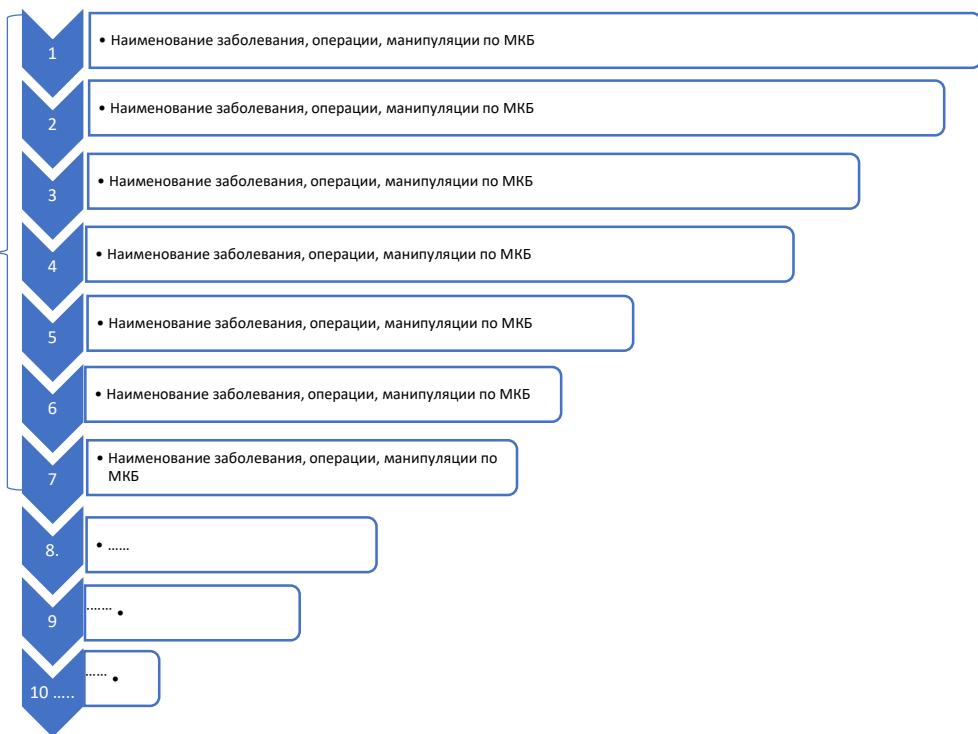 1
• Наименование заболевания, операции, манипуляции по МКБ
2
• Наименование заболевания, операции, манипуляции по МКБ
3
• Наименование заболевания, операции, манипуляции по МКБ
4
• Наименование заболевания, операции, манипуляции по МКБ
5
• Наименование заболевания, операции, манипуляции по МКБ
6
• Наименование заболевания, операции, манипуляции по МКБ
7
• Наименование заболевания, операции, манипуляции по
МКБ
8.
• ......
9
....... •
10 .....
...... •